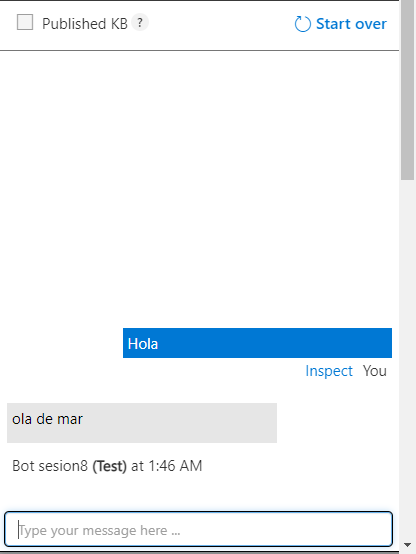 Published KB ? Start over
Hola
Inspect You
ola de mar
Bot sesion8 (Test) at 1:46 AM
Type your message here ...